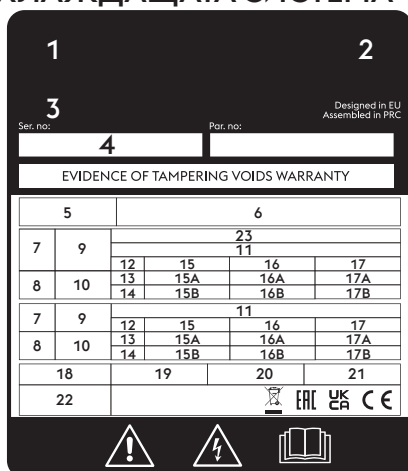 СИСТЕМА
1 2
3
Designed in EU
Assembled in PRC
Ser. no: Par. no:
4
EVIDENCE OF TAMPERING VOIDS WARRANTY
5 6
7 9 23
11
12 15 16 17
8 10 13 15A 16A 17A
14 15B 16B 17B
7 9 11
12 15 16 17
8 10 13 15A 16A 17A
14 15B 16B 17B
18 19 20 21
22 EAC UKCA CE